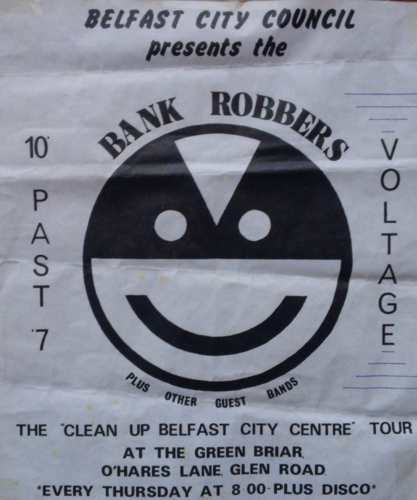 BELFAST CITY COUNCIL
presents the
BANK ROBBERS
10'
PAST
'7
VOLTAGE
PLUS OTHER GUEST BANDS
THE "CLEAN UP BELFAST CITY CENTRE" TOUR
AT THE GREEN BRIAR,
O'HARES LANE, GLEN ROAD
*EVERY THURSDAY AT 8·00-PLUS DISCO*